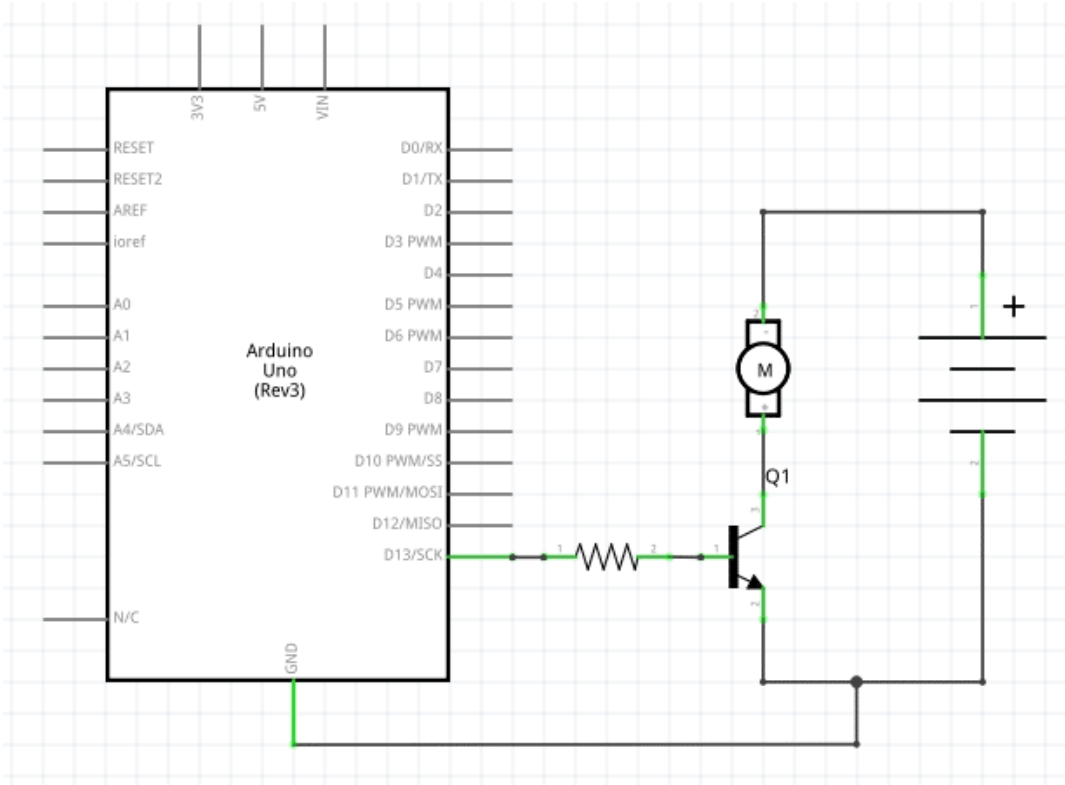 3V3
5V
VIN
RESET
D0/RX
RESET2
D1/TX
AREF
D2
ioref
D3 PWM
D4
A0
D5 PWM
A1
D6 PWM
A2
D7
A3
D8
A4/SDA
D9 PWM
A5/SCL
D10 PWM/SS
D11 PWM/MOSI
D12/MISO
D13/SCK
N/C
GND
Arduino
Uno
(Rev3)
1
2
1
Q1
3
2
2
-
M
+
1
+
2